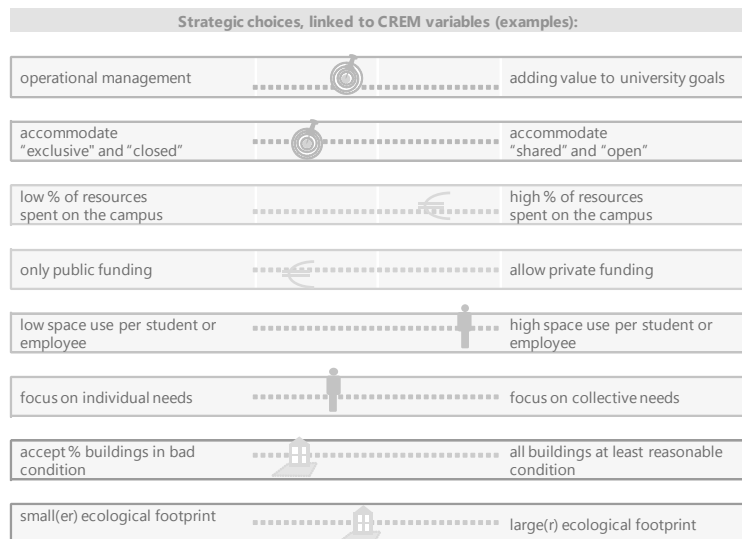 Strategic choices, linked to CREM variables (examples):
operational management
adding value to university goals
accommodate
"exclusive" and "closed"
accommodate
"shared" and "open"
low % of resources
spent on the campus
high % of resources
spent on the campus
only public funding
allow private funding
low space use per student or
employee
high space use per student or
employee
focus on individual needs
focus on collective needs
accept % buildings in bad
condition
all buildings at least reasonable
condition
small(er) ecological footprint
large(r) ecological footprint